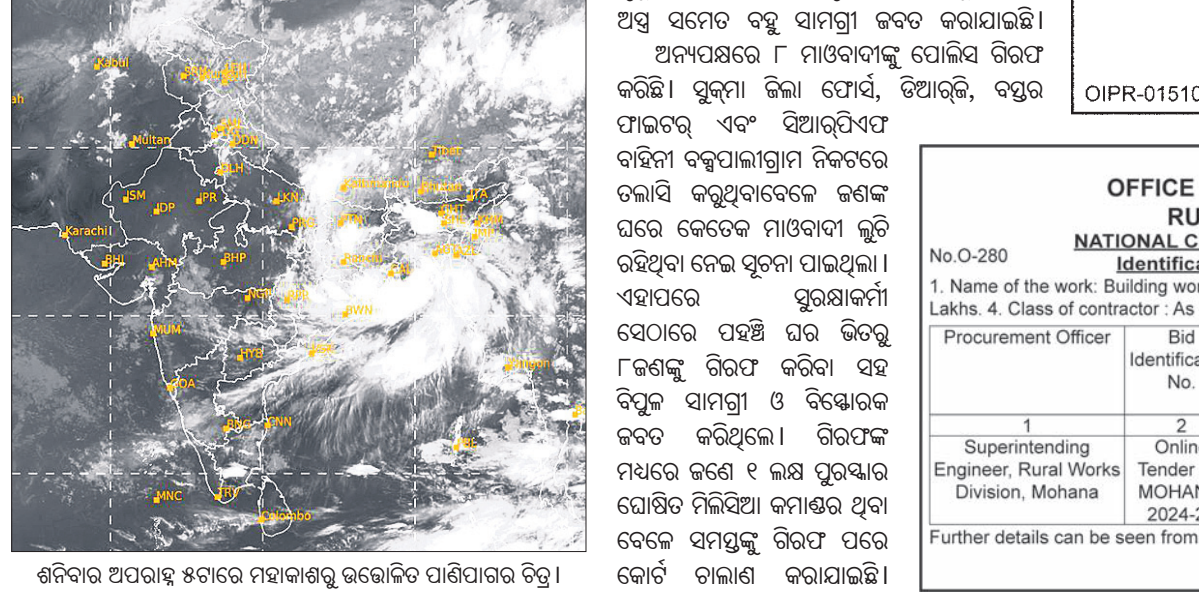 Kabul
Multan
Tibet
DDN
DLH
JSM
JPR
JDP
LKN
Karachi
BHJ
AHM
BHP
NGP
BWN
MUM
HYB
GOA
BNG
CNN
MNC
TRV
Colombo
ଶନିବାର ଅପରାହ୍ନ ୫ଟାରେ ମହାକାଶରୁ ଉତ୍ତୋଳିତ ପାଣିପାଗର ଚିତ୍ର।
ଅସ୍ତ୍ର ସମେତ ବହୁ ସାମଗ୍ରୀ ଜବତ କରାଯାଇଛି।
ଅନ୍ୟପକ୍ଷରେ ୮ ମାଓବାଦୀଙ୍କୁ ପୋଲିସ ଗିରଫ
କରିଛି। ସୁକ୍‌ମା ଜିଲା ଫୋର୍ସ, ଡିଆର୍‌ଜି, ବସ୍ତର
ଫାଇଟର୍ ଏବଂ ସିଆର୍‌ପିଏଫ
ବାହିନୀ ବକ୍ସପାଲୀଗ୍ରାମ ନିକଟରେ
ତଲାସି କରୁଥିବାବେଳେ ଜଣଙ୍କ
ଘରେ କେତେକ ମାଓବାଦୀ ଲୁଚି
ରହିଥିବା ନେଇ ସୂଚନା ପାଇଥିଲା।
ଏହାପରେ ସୁରକ୍ଷାକର୍ମୀ
ସେଠାରେ ପହଞ୍ଚି ଘର ଭିତରୁ
୮ଜଣଙ୍କୁ ଗିରଫ କରିବା ସହ
ବିପୁଳ ସାମଗ୍ରୀ ଓ ବିସ୍ଫୋରକ
ଜବତ କରିଥିଲେ। ଗିରଫଙ୍କ
ମଧ୍ୟରେ ଜଣେ ୧ ଲକ୍ଷ ପୁରସ୍କାର
ଘୋଷିତ ମିଲିସିଆ କମାଣ୍ଡର ଥିବା
ବେଳେ ସମସ୍ତଙ୍କୁ ଗିରଫ ପରେ
କୋର୍ଟ ଚାଲାଣ କରାଯାଇଛି।
OIPR-01510
OFFICE
RU
NATIONAL C
No.O-280
Identifica
1. Name of the work: Building wor
Lakhs. 4. Class of contractor : As
Procurement Officer
Bid
Identifica
No.
1
2
Superintending
Engineer, Rural Works
Division, Mohana
Online
Tender
MOHAN
2024-2
Further details can be seen from